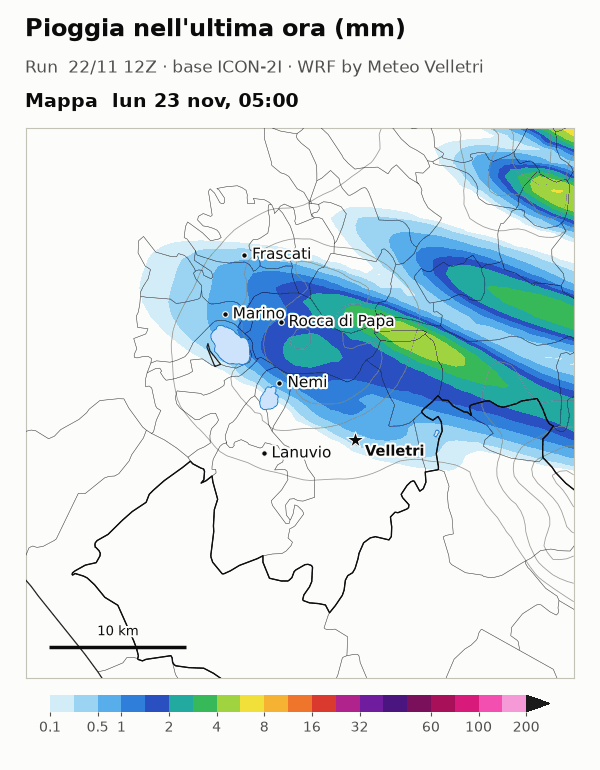 Pioggia nell'ultima ora (mm)
Run  22/11 12Z · base ICON-2I · WRF by Meteo Velletri
Mappa  lun 23 nov, 05:00
Frascati
Marino
Rocca di Papa
Nemi
Velletri
Lanuvio
10 km
0.1 0.5 1 2 4 8 16 32 60 100 200